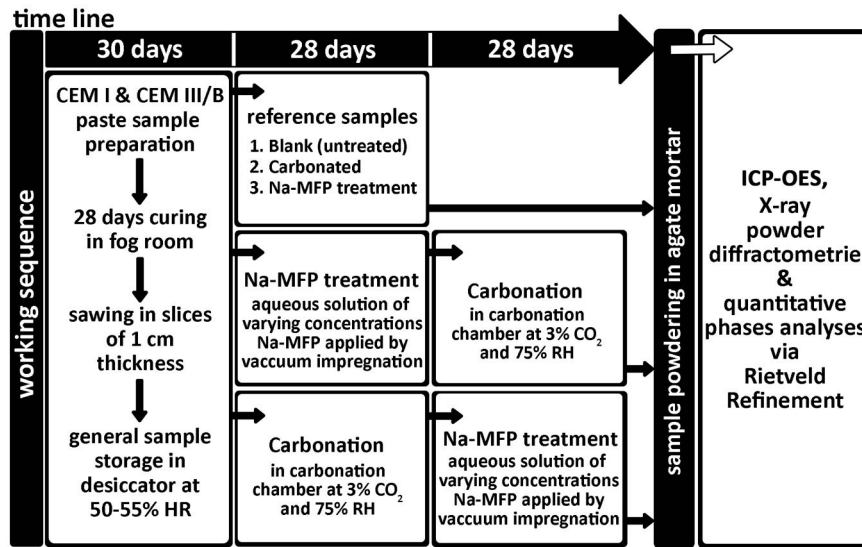 time line
30 days
28 days
28 days
working sequence
CEM I & CEM III/B
paste sample
preparation
28 days curing
in fog room
sawing in slices
of 1 cm
thickness
general sample
storage in
desiccator at
50-55% HR
reference samples
1. Blank (untreated)
2. Carbonated
3. Na-MFP treatment
Na-MFP treatment
aqueous solution of
varying concentrations
Na-MFP applied by
vaccuum impregnation
Carbonation
in carbonation
chamber at 3% CO₂
and 75% RH
Carbonation
in carbonation
chamber at 3% CO₂
and 75% RH
Na-MFP treatment
aqueous solution of
varying concentrations
Na-MFP applied by
vaccuum impregnation
sample powdering in agate mortar
ICP-OES,
X-ray
powder
diffractometrie
&
quantitative
phases analyses
via
Rietveld
Refinement